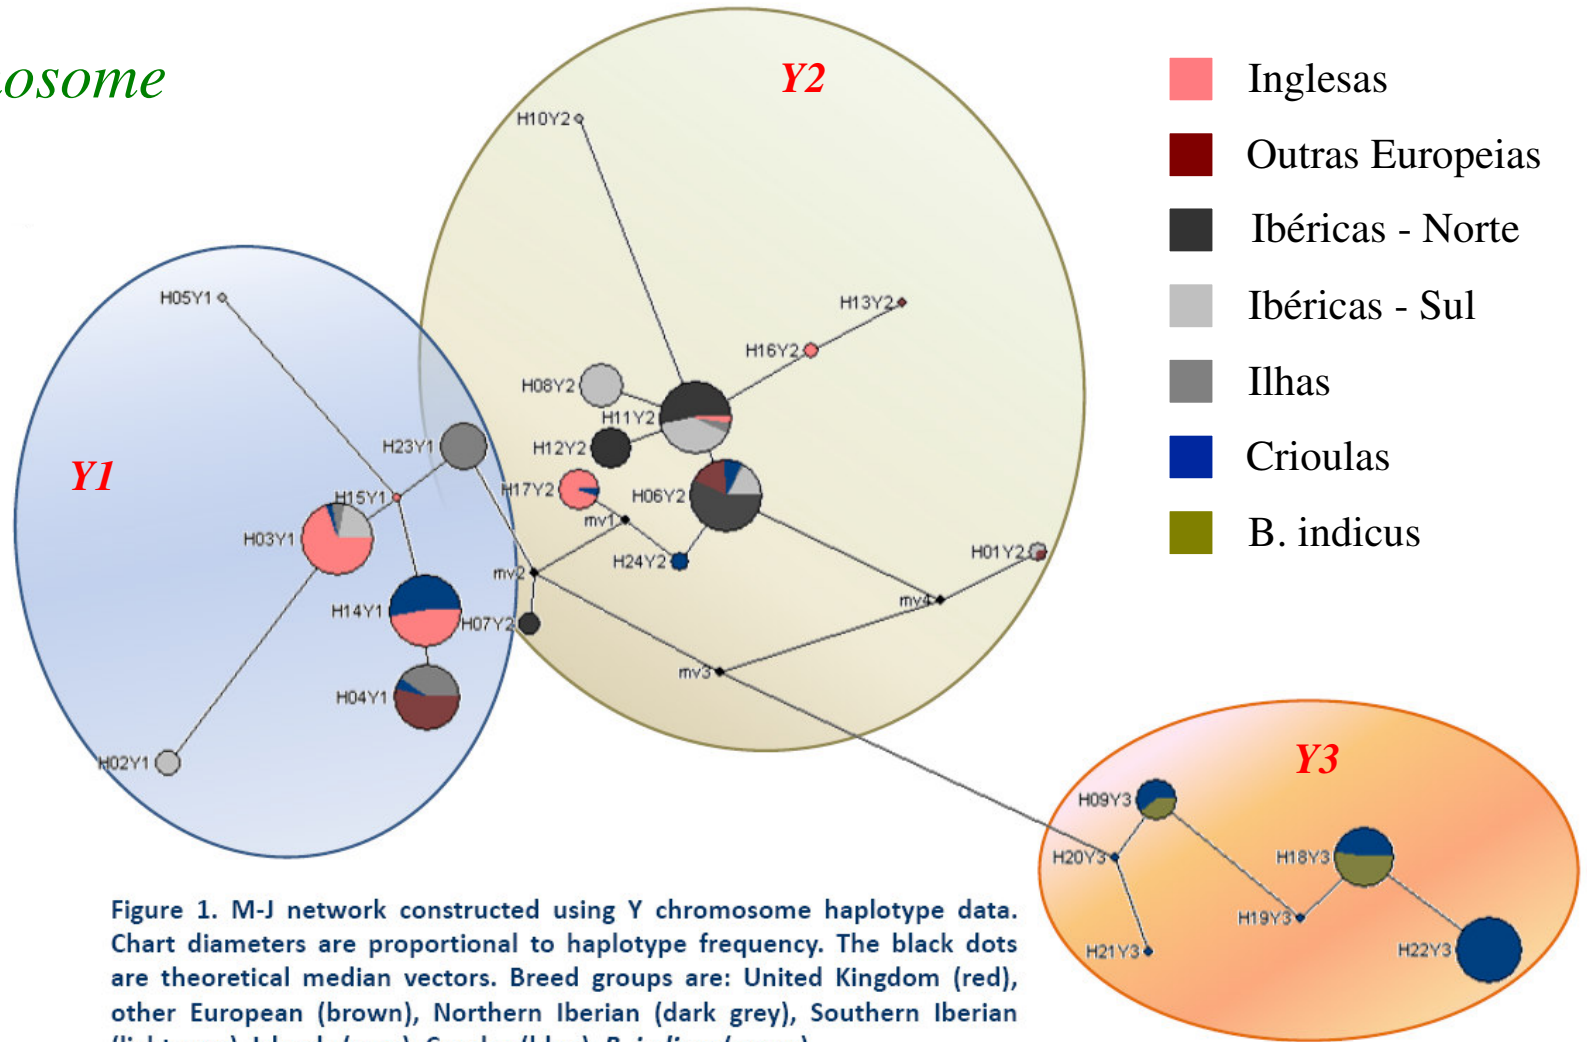 osome
Y2
Inglesas
Outras Europeias
Ibéricas - Norte
Ibéricas - Sul
Ilhas
Crioulas
B. indicus
H10Y2
H05Y1
H13Y2
H16Y2
H08Y2
H11Y2
H12Y2
H23Y1
Y1
H15Y1
H17Y2
H06Y2
mv1
H03Y1
H24Y2
H01Y2
mv2
mv4
H14Y1
H07Y2
mv3
H04Y1
H02Y1
Y3
H09Y3
H20Y3
H18Y3
H19Y3
H21Y3
H22Y3
Figure 1. M-J network constructed using Y chromosome haplotype data.
Chart diameters are proportional to haplotype frequency. The black dots
are theoretical median vectors. Breed groups are: United Kingdom (red),
other European (brown), Northern Iberian (dark grey), Southern Iberian